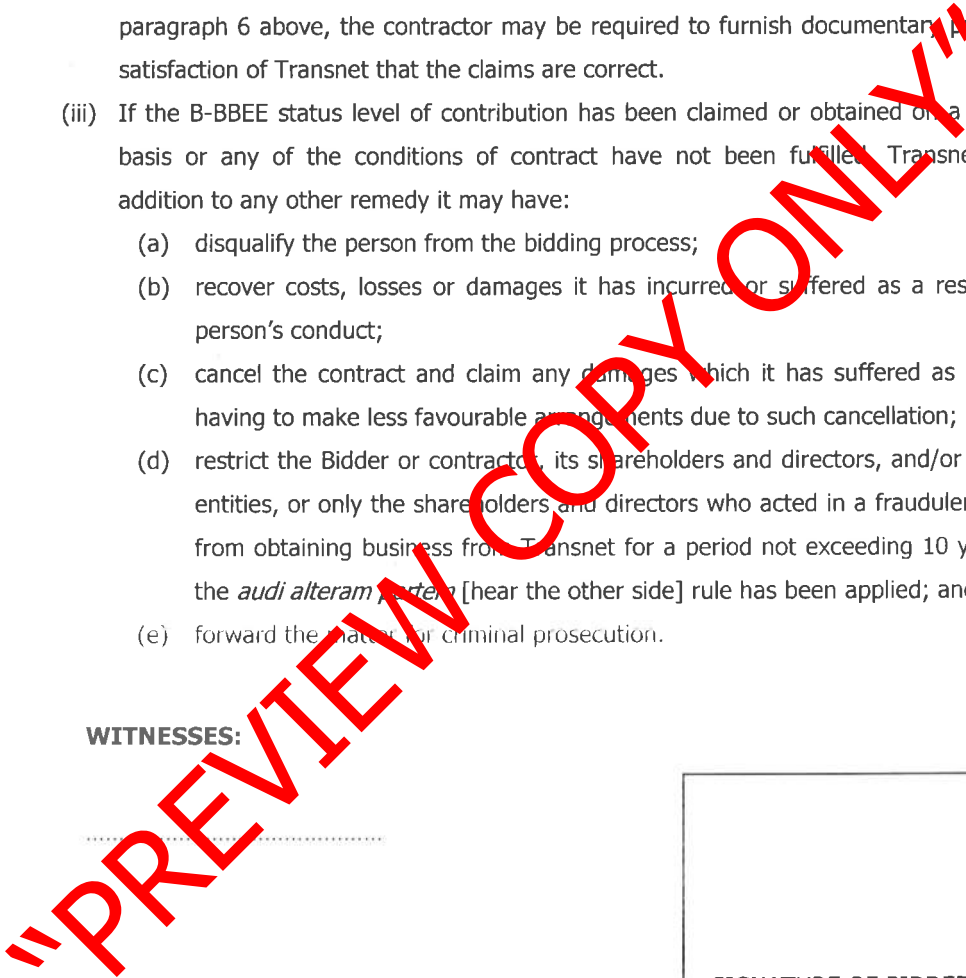 paragraph 6 above, the contractor may be required to furnish documentary
satisfaction of Transnet that the claims are correct.
(iii) If the B-BBEE status level of contribution has been claimed or obtained on a
basis or any of the conditions of contract have not been fulfilled, Transne
addition to any other remedy it may have:
(a) disqualify the person from the bidding process;
(b) recover costs, losses or damages it has incurred or suffered as a res
person's conduct;
(c) cancel the contract and claim any damages which it has suffered as
having to make less favourable arrangements due to such cancellation;
(d) restrict the Bidder or contractor, its shareholders and directors, and/or
entities, or only the shareholders and directors who acted in a fraudulen
from obtaining business from Transnet for a period not exceeding 10 y
the audi alteram partem [hear the other side] rule has been applied; and
(e) forward the matter for criminal prosecution.
WITNESSES:
"PREVIEW COPY ONLY"